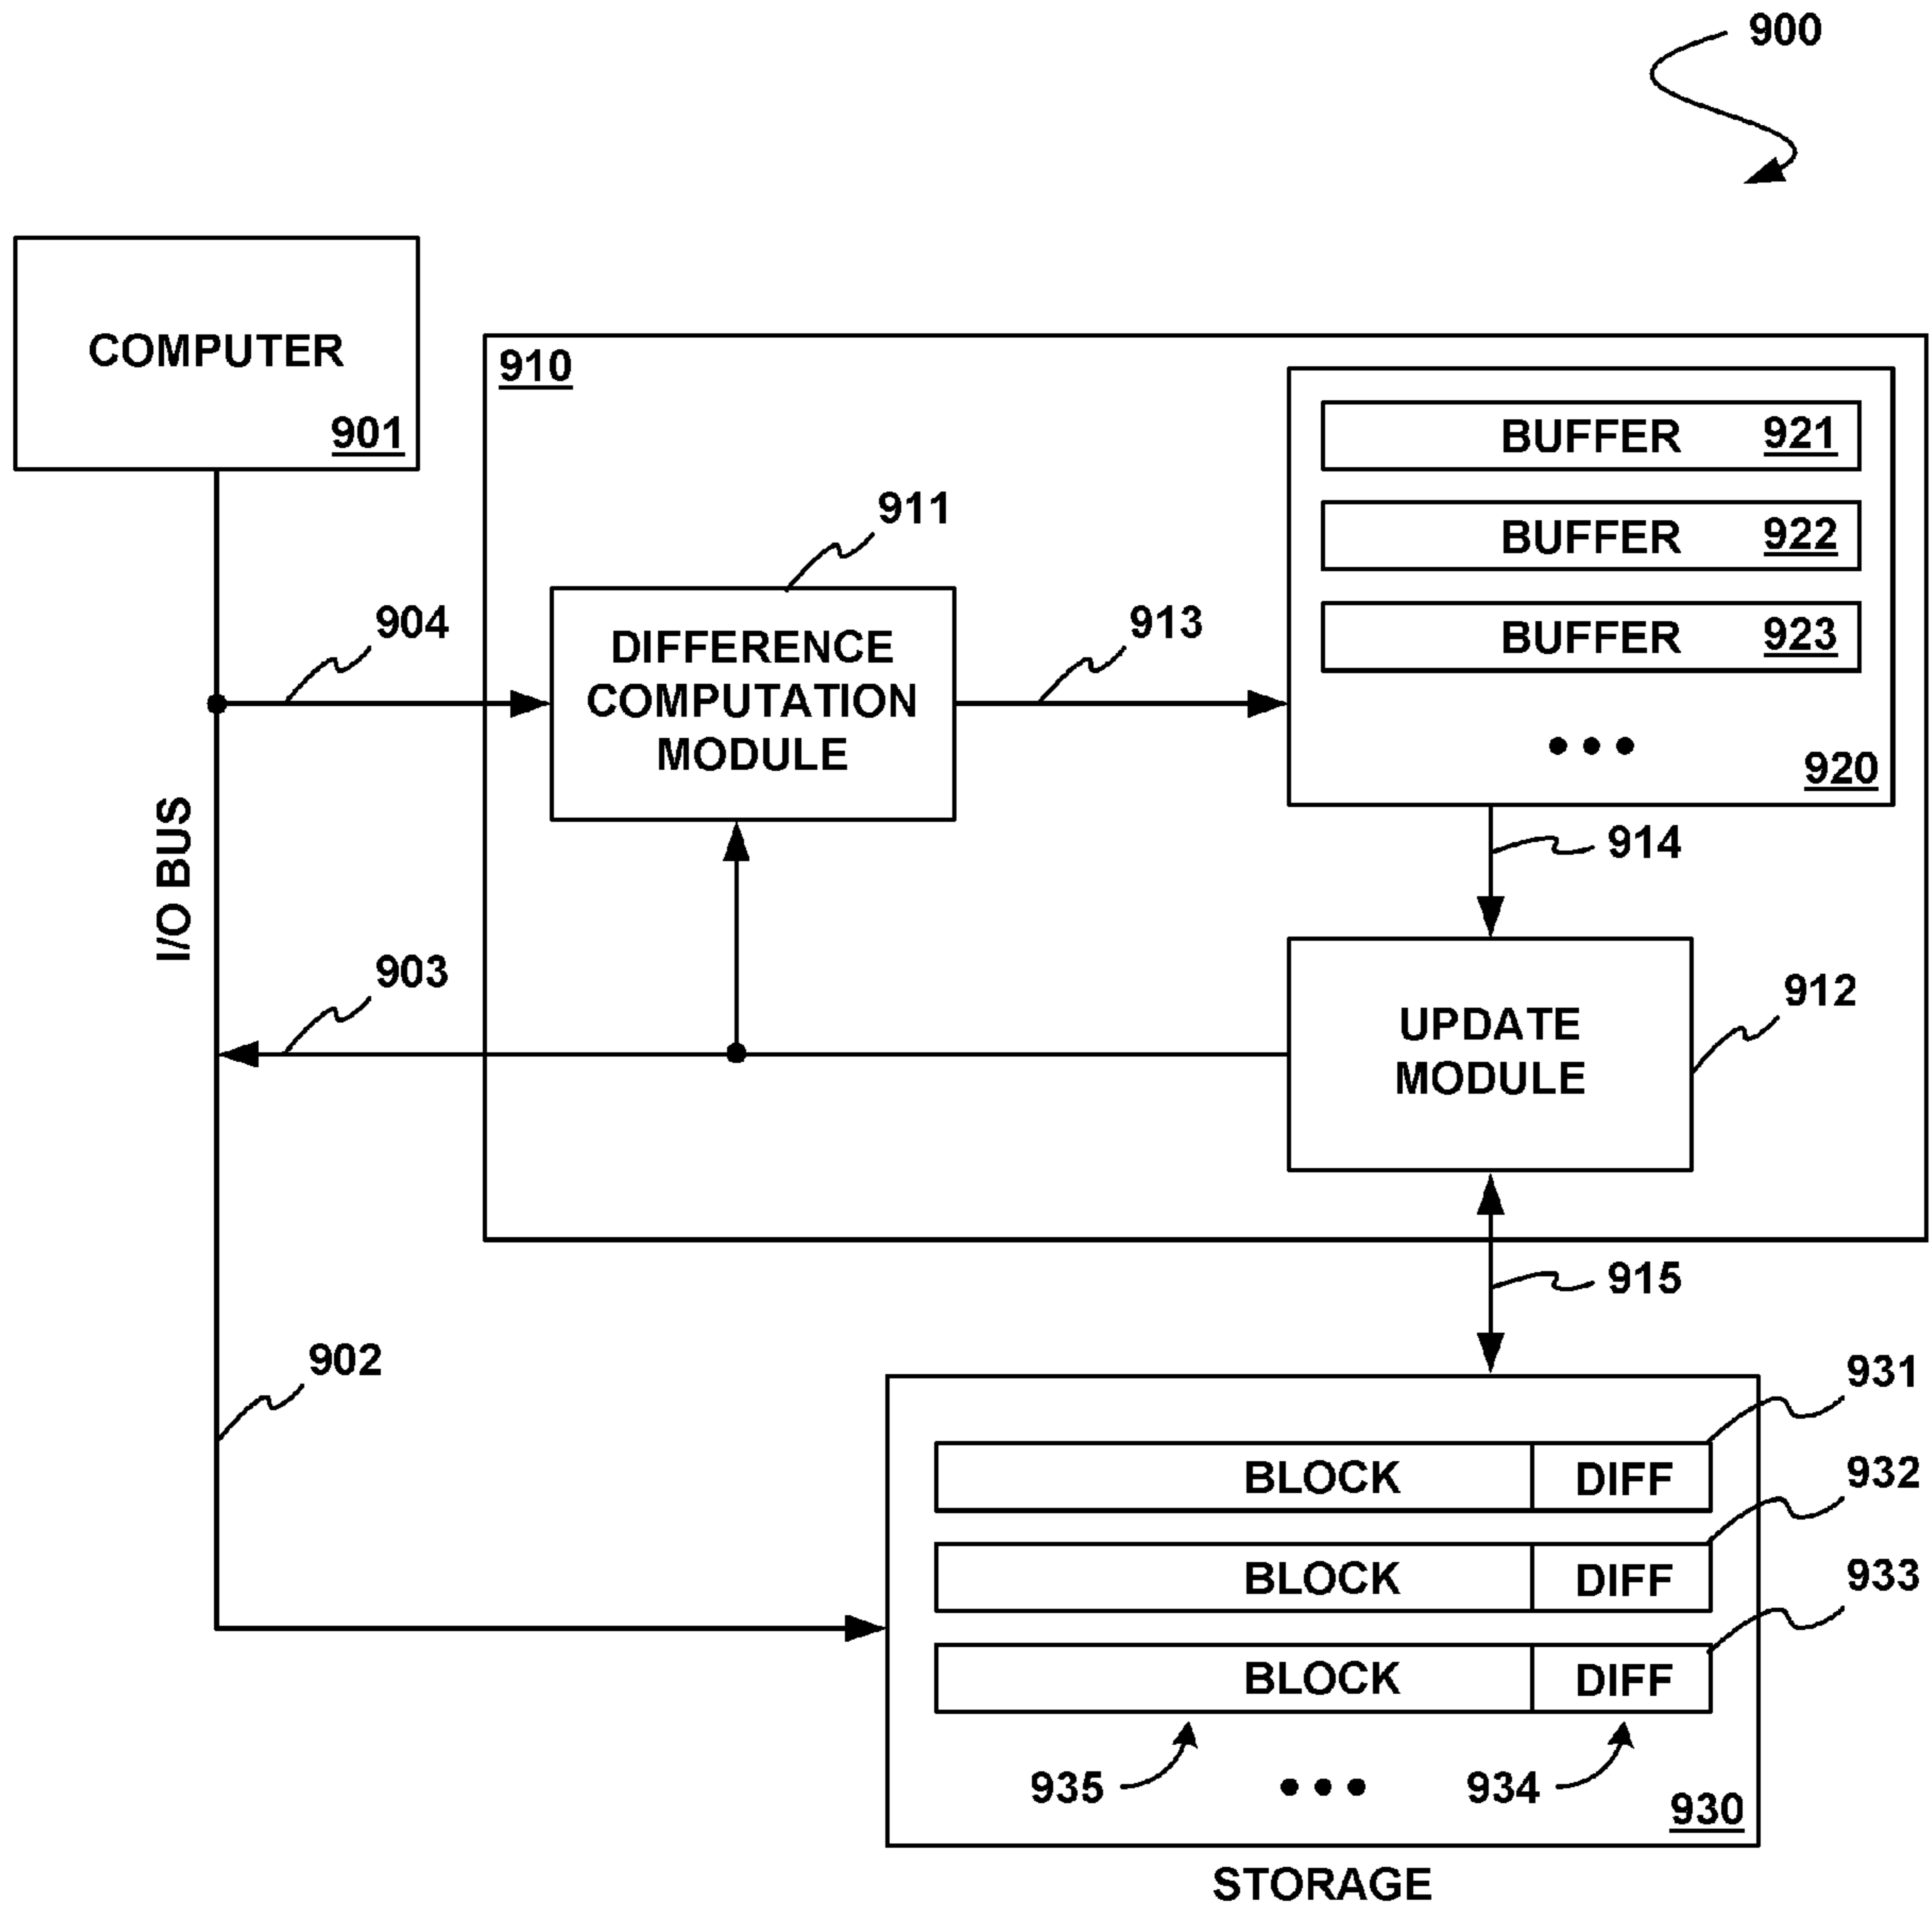 900
COMPUTER
901
910
BUFFER 921
BUFFER 922
BUFFER 923
920
911
904
DIFFERENCE
COMPUTATION
MODULE
913
914
I/O BUS
903
UPDATE
MODULE
912
915
902
931
BLOCK DIFF
932
BLOCK DIFF
933
BLOCK DIFF
935
934
930
STORAGE